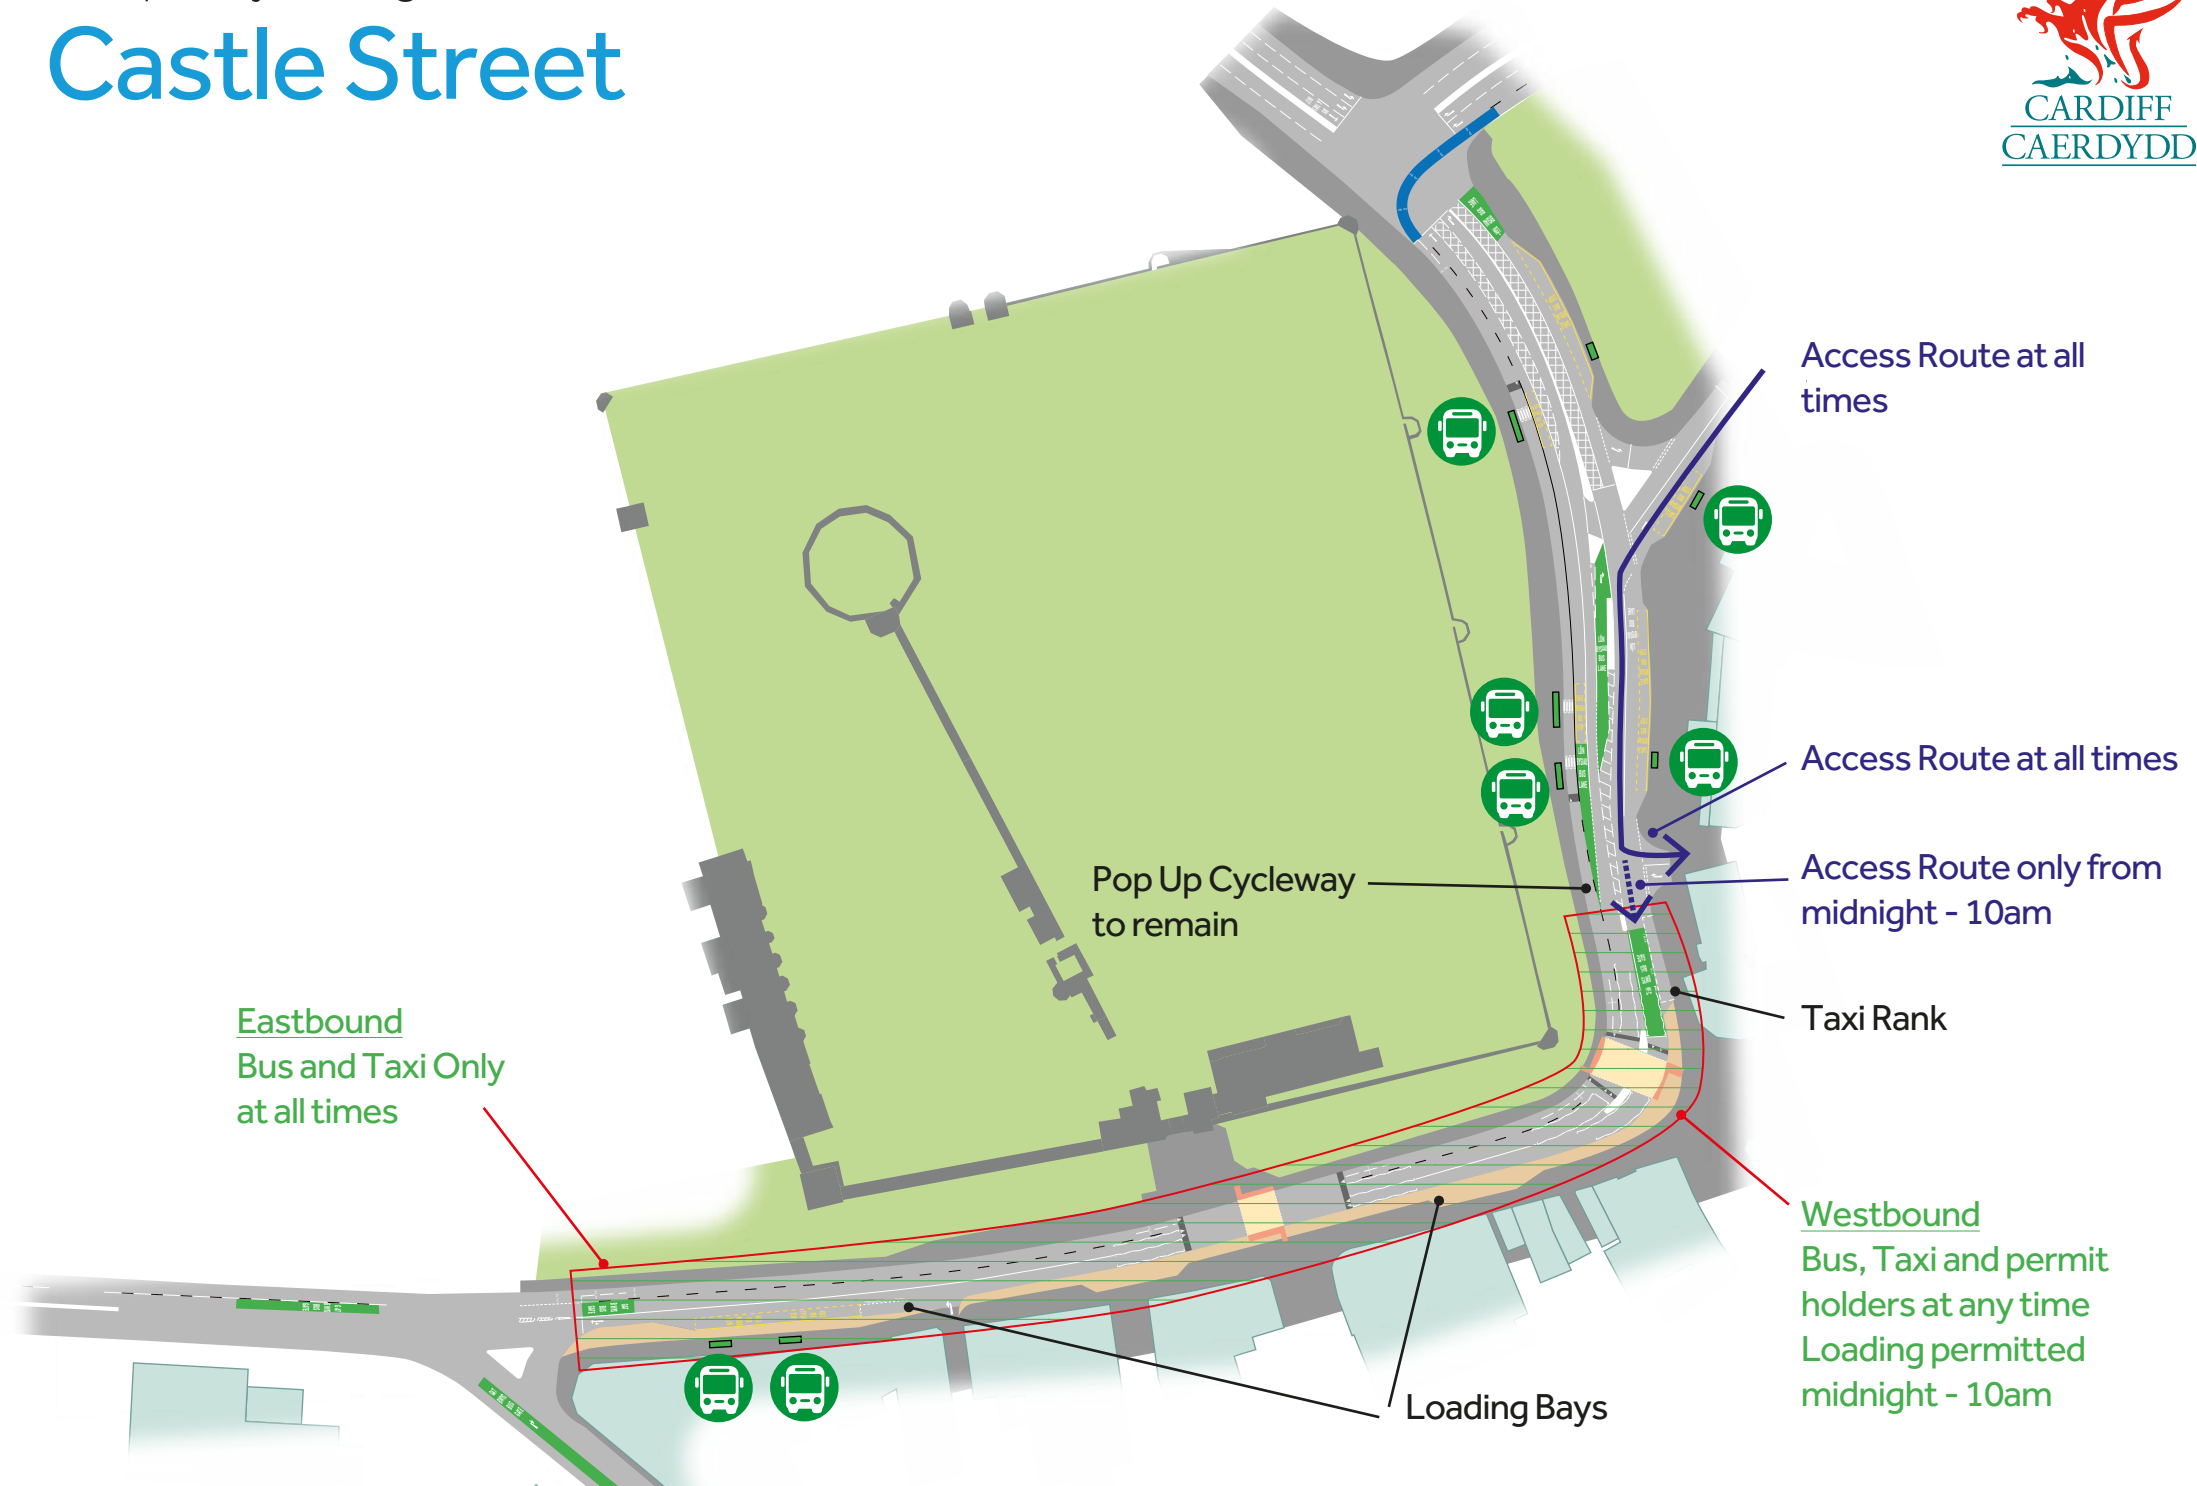 Castle Street
CARDIFF
CAERDYDD
Access Route at all
times
Access Route at all times
Access Route only from
midnight - 10am
Pop Up Cycleway
to remain
Taxi Rank
Eastbound
Bus and Taxi Only
at all times
Westbound
Bus, Taxi and permit
holders at any time
Loading permitted
midnight - 10am
Loading Bays